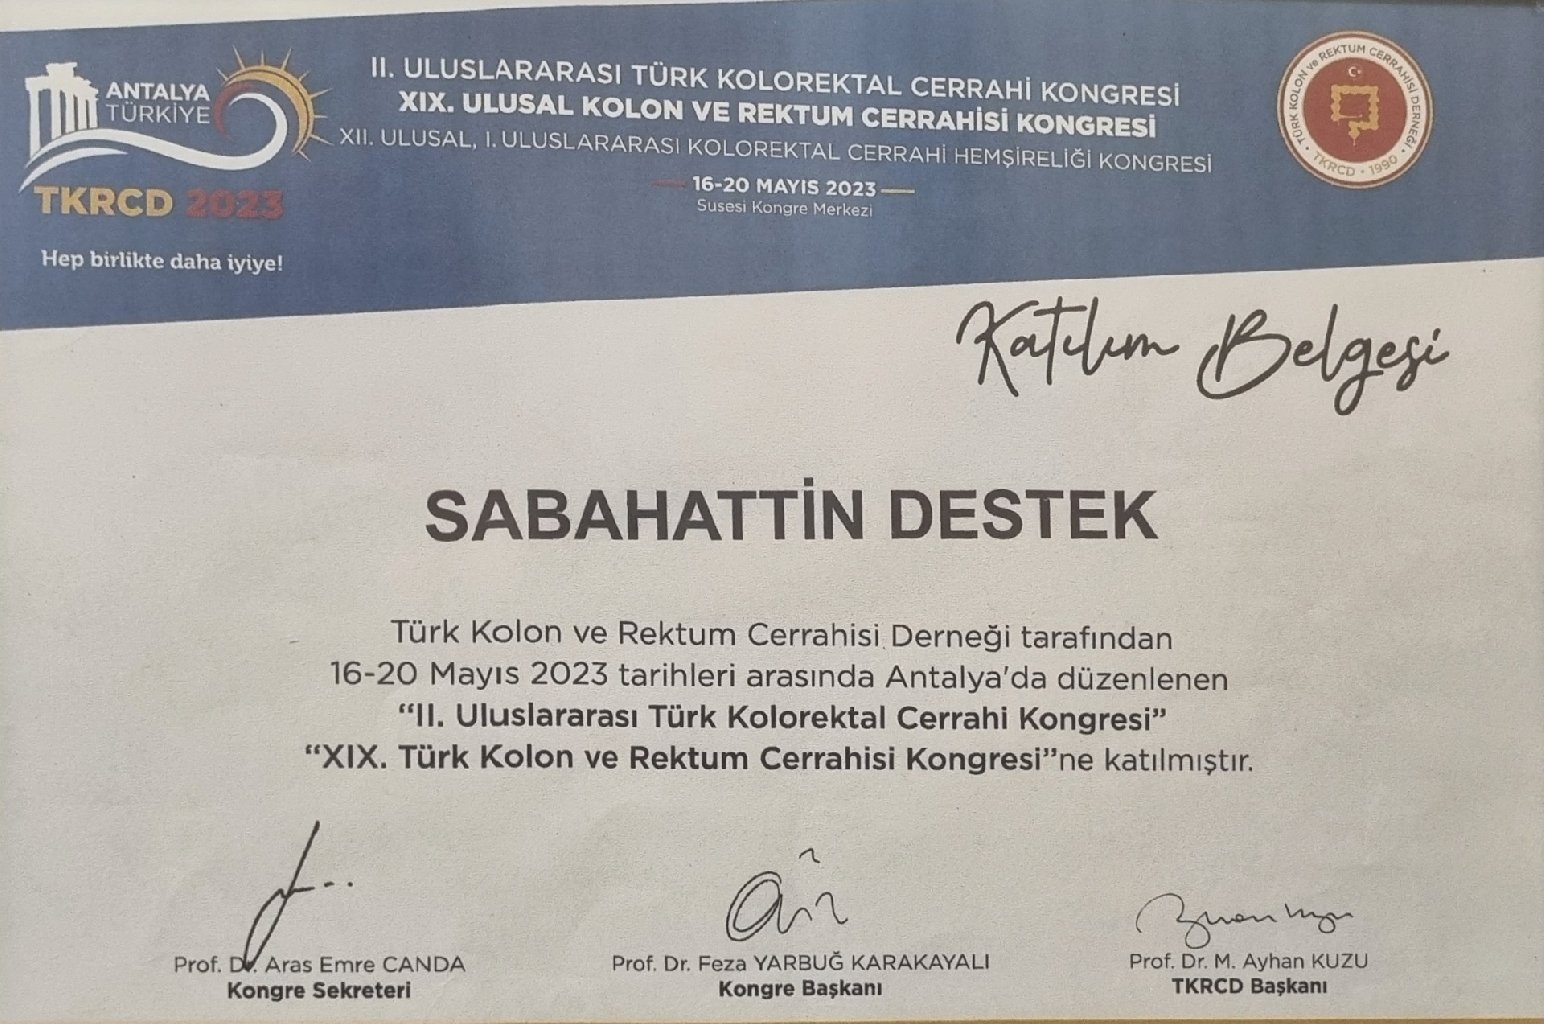 ANTALYA
TÜRKİYE
TKRCD 2023
Hep birlikte daha iyiye!
II. ULUSLARARASI TÜRK KOLOREKTAL CERRAHİ KONGRESİ
XIX. ULUSAL KOLON VE REKTUM CERRAHİSİ KONGRESİ
XII. ULUSAL, I. ULUSLARARASI KOLOREKTAL CERRAHİ HEMŞİRELİĞİ KONGRESİ
16-20 MAYIS 2023
Susesi Kongre Merkezi
TÜRK KOLON ve REKTUM CERRAHİSİ DERNEĞİ
TKRCD • 1990
Katılım Belgesi
SABAHATTİN DESTEK
Türk Kolon ve Rektum Cerrahisi Derneği tarafından
16-20 Mayıs 2023 tarihleri arasında Antalya'da düzenlenen
“II. Uluslararası Türk Kolorektal Cerrahi Kongresi”
“XIX. Türk Kolon ve Rektum Cerrahisi Kongresi”ne katılmıştır.
Prof. Dr. Aras Emre CANDA
Kongre Sekreteri
Prof. Dr. Feza YARBUĞ KARAKAYALI
Kongre Başkanı
Prof. Dr. M. Ayhan KUZU
TKRCD Başkanı